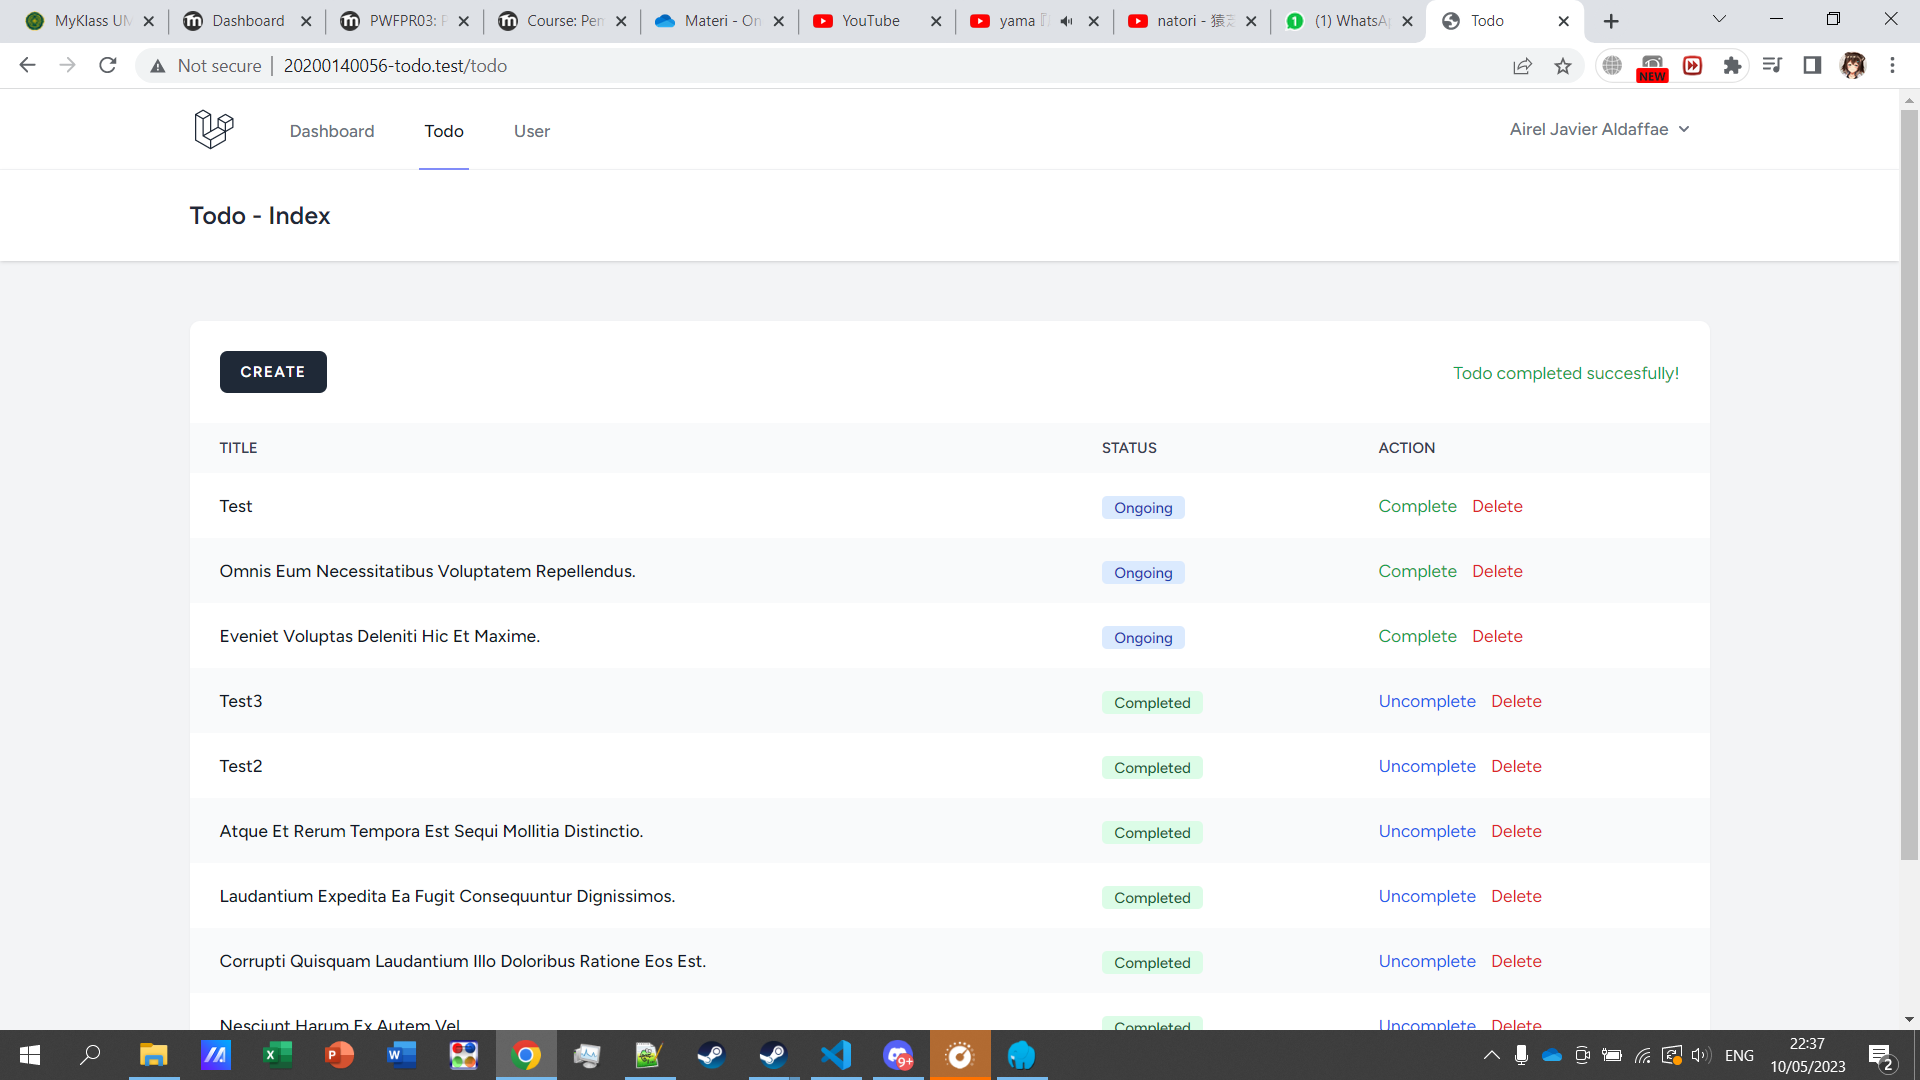 MyKlass UM
Dashboard
PWFPR03: P
Course: Pem
Materi - On
YouTube
yama『
natori - 猿芝
(1) WhatsAp
Todo
Not secure
20200140056-todo.test/todo
NEW
Dashboard
Todo
User
Airel Javier Aldaffae
Todo - Index
CREATE
Todo completed succesfully!
TITLE STATUS ACTION
Test Ongoing Complete Delete
Omnis Eum Necessitatibus Voluptatem Repellendus. Ongoing Complete Delete
Eveniet Voluptas Deleniti Hic Et Maxime. Ongoing Complete Delete
Test3 Completed Uncomplete Delete
Test2 Completed Uncomplete Delete
Atque Et Rerum Tempora Est Sequi Mollitia Distinctio. Completed Uncomplete Delete
Laudantium Expedita Ea Fugit Consequuntur Dignissimos. Completed Uncomplete Delete
Corrupti Quisquam Laudantium Illo Doloribus Ratione Eos Est. Completed Uncomplete Delete
Nesciunt Harum Ex Autem Vel Completed Uncomplete Delete
9+
ENG
22:37
10/05/2023
2